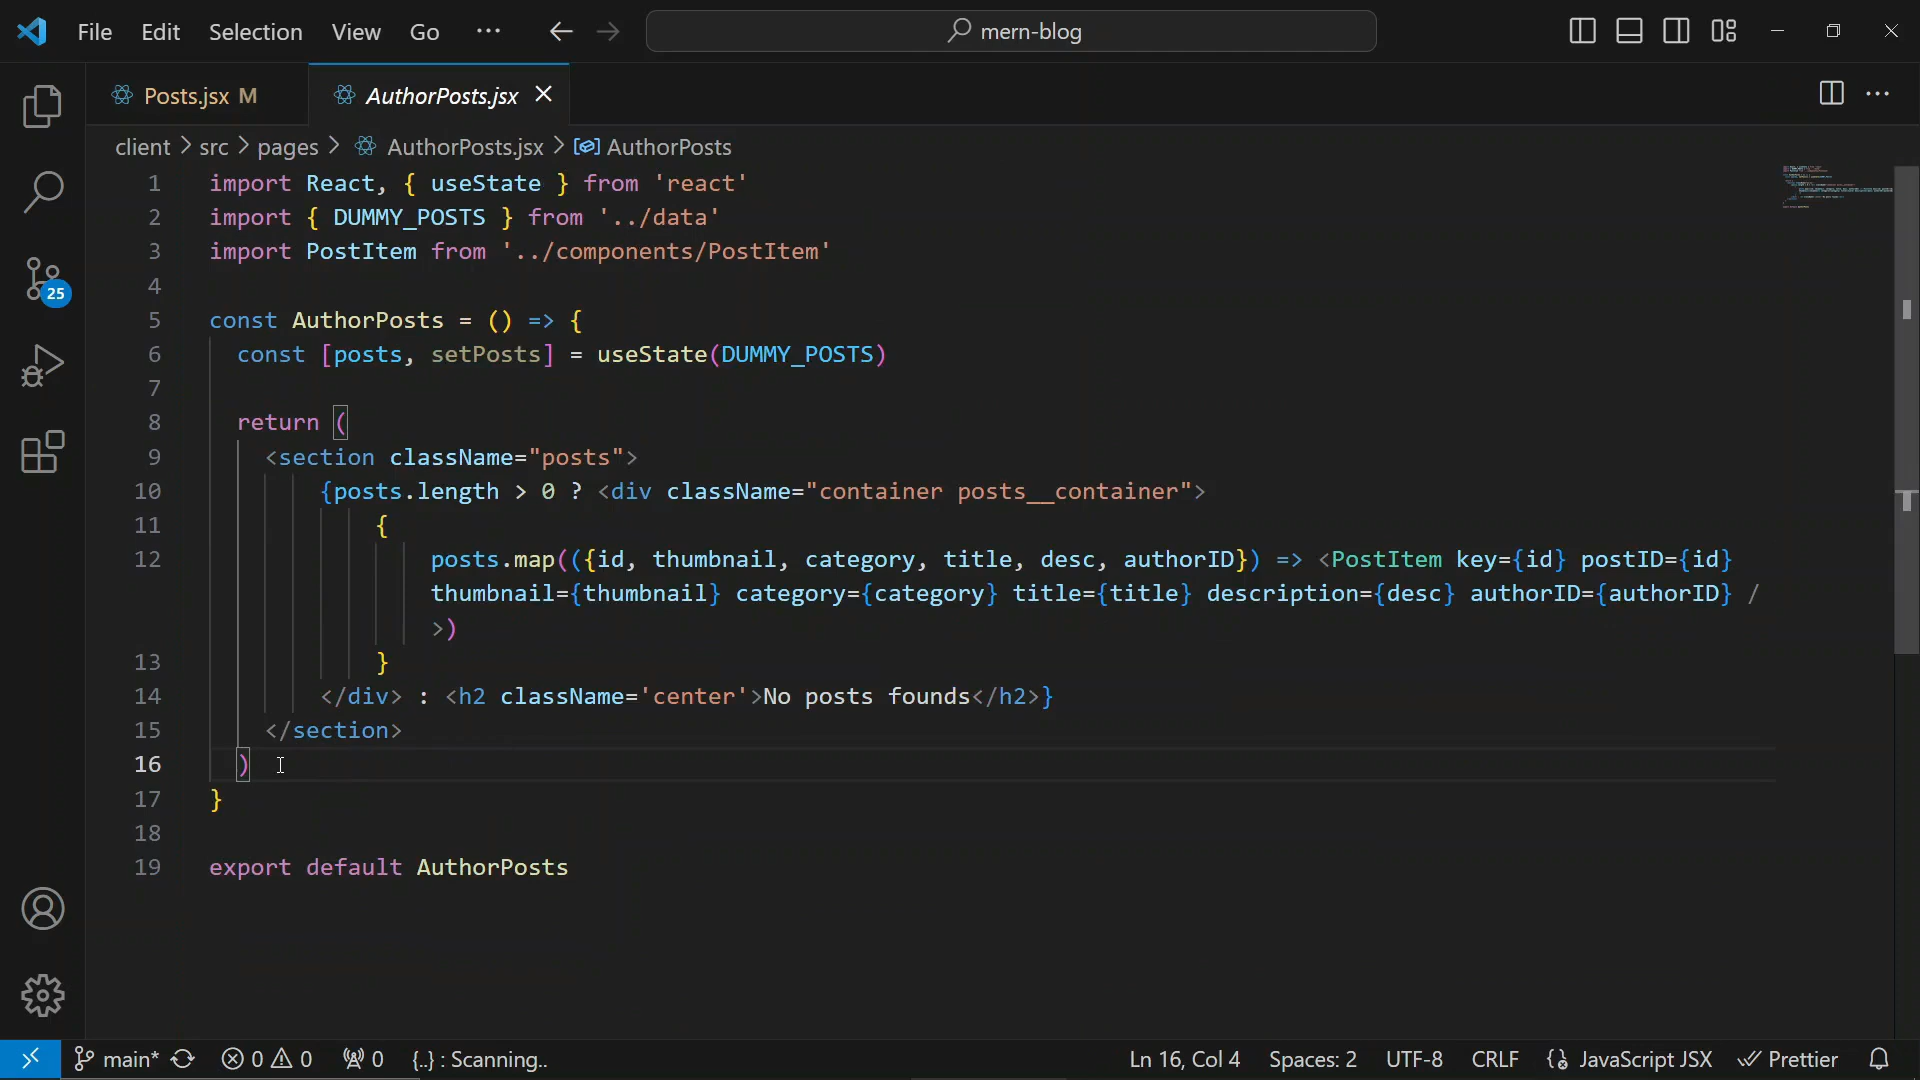 File Edit Selection View Go ··· mern-blog
Posts.jsx M AuthorPosts.jsx
client > src > pages > AuthorPosts.jsx > AuthorPosts
1 import React, { useState } from 'react'
2 import { DUMMY_POSTS } from '../data'
3 import PostItem from '../components/PostItem'
4
5 const AuthorPosts = () => {
6 const [posts, setPosts] = useState(DUMMY_POSTS)
7
8 return (
9 <section className="posts">
10 {posts.length > 0 ? <div className="container posts__container">
11 {
12 posts.map(({id, thumbnail, category, title, desc, authorID}) => <PostItem key={id} postID={id}
thumbnail={thumbnail} category={category} title={title} description={desc} authorID={authorID} /
>)
13 }
14 </div> : <h2 className='center'>No posts founds</h2>}
15 </section>
16 )
17 }
18
19 export default AuthorPosts
25
main* 0 0 0 {..} : Scanning.. Ln 16, Col 4 Spaces: 2 UTF-8 CRLF JavaScript JSX Prettier